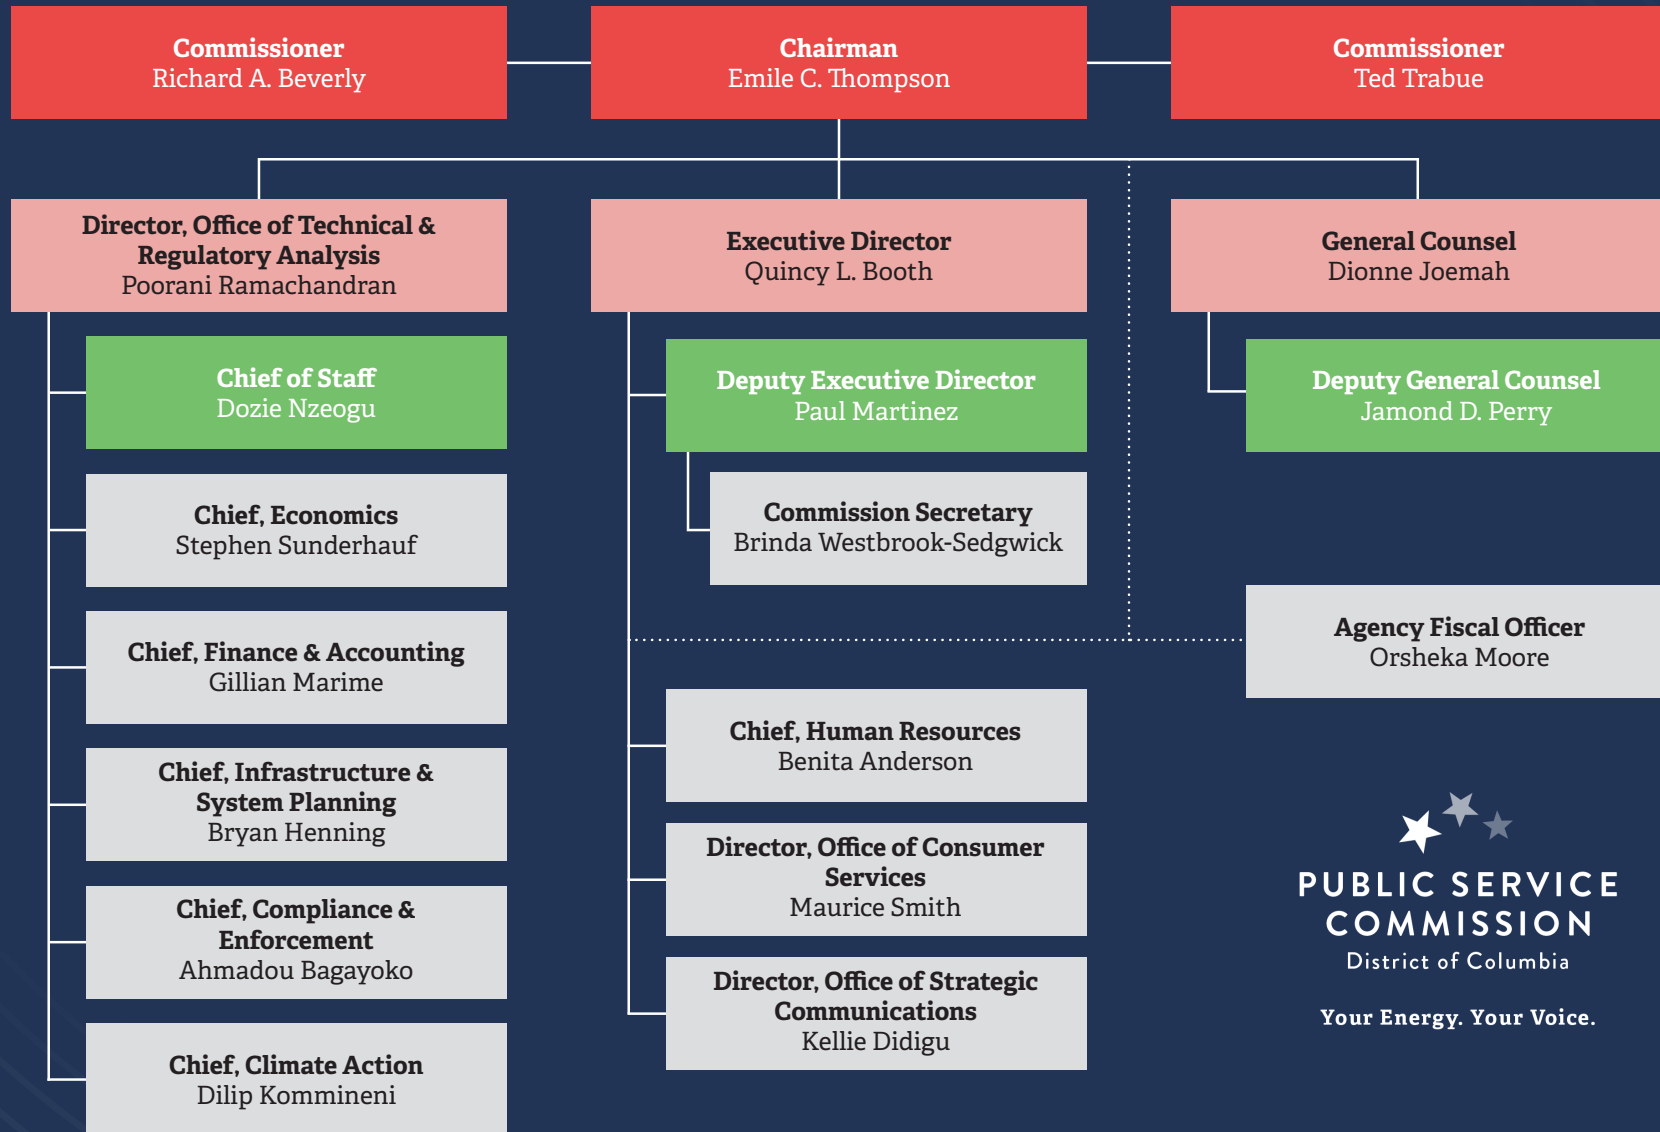 Commissioner
Richard A. Beverly
Chairman
Emile C. Thompson
Commissioner
Ted Trabue
Director, Office of Technical &
Regulatory Analysis
Poorani Ramachandran
Executive Director
Quincy L. Booth
General Counsel
Dionne Joemah
Chief of Staff
Dozie Nzeogu
Chief, Economics
Stephen Sunderhauf
Chief, Finance & Accounting
Gillian Marime
Chief, Infrastructure &
System Planning
Bryan Henning
Chief, Compliance &
Enforcement
Ahmadou Bagayoko
Chief, Climate Action
Dilip Kommineni
Deputy Executive Director
Paul Martinez
Commission Secretary
Brinda Westbrook-Sedgwick
Chief, Human Resources
Benita Anderson
Director, Office of Consumer
Services
Maurice Smith
Director, Office of Strategic
Communications
Kellie Didigu
Deputy General Counsel
Jamond D. Perry
Agency Fiscal Officer
Orsheka Moore
PUBLIC SERVICE
COMMISSION
District of Columbia
Your Energy. Your Voice.